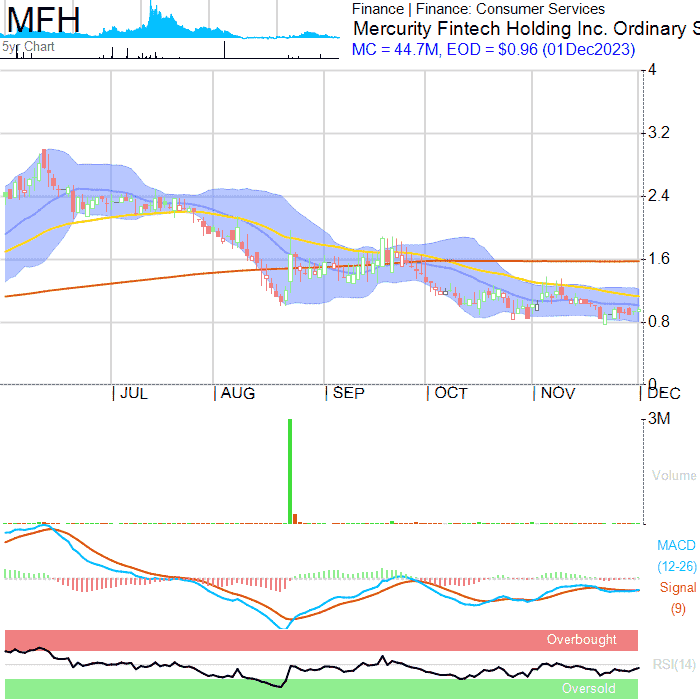 MFH
5yr Chart
Finance | Finance: Consumer Services
Mercurity Fintech Holding Inc. Ordinary S
MC = 44.7M, EOD = $0.96 (01Dec2023)
4
3.2
2.4
1.6
0.8
0
JUL AUG SEP OCT NOV DEC
3M
Volume
MACD
(12-26)
Signal
(9)
Overbought
RSI(14)
Oversold